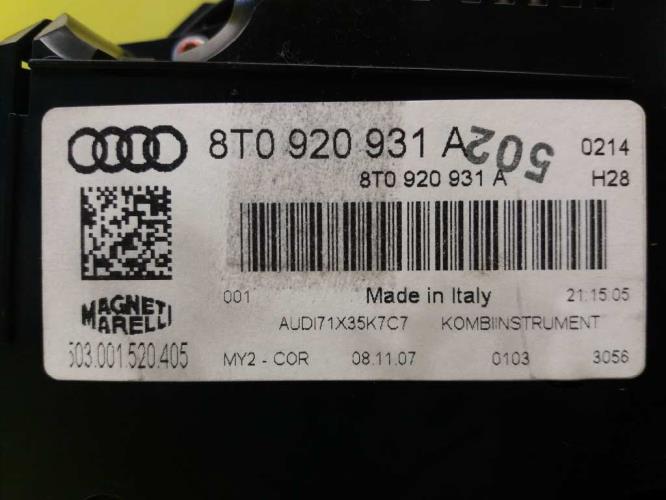 8T0 920 931 A 502 0214
8T0 920 931 A H28
001 Made in Italy 21:15:05
MAGNETI
MARELLI
AUDI71X35K7C7 KOMBIINSTRUMENT
503.001.520.405 MY2 - COR 08.11.07 0103 3056